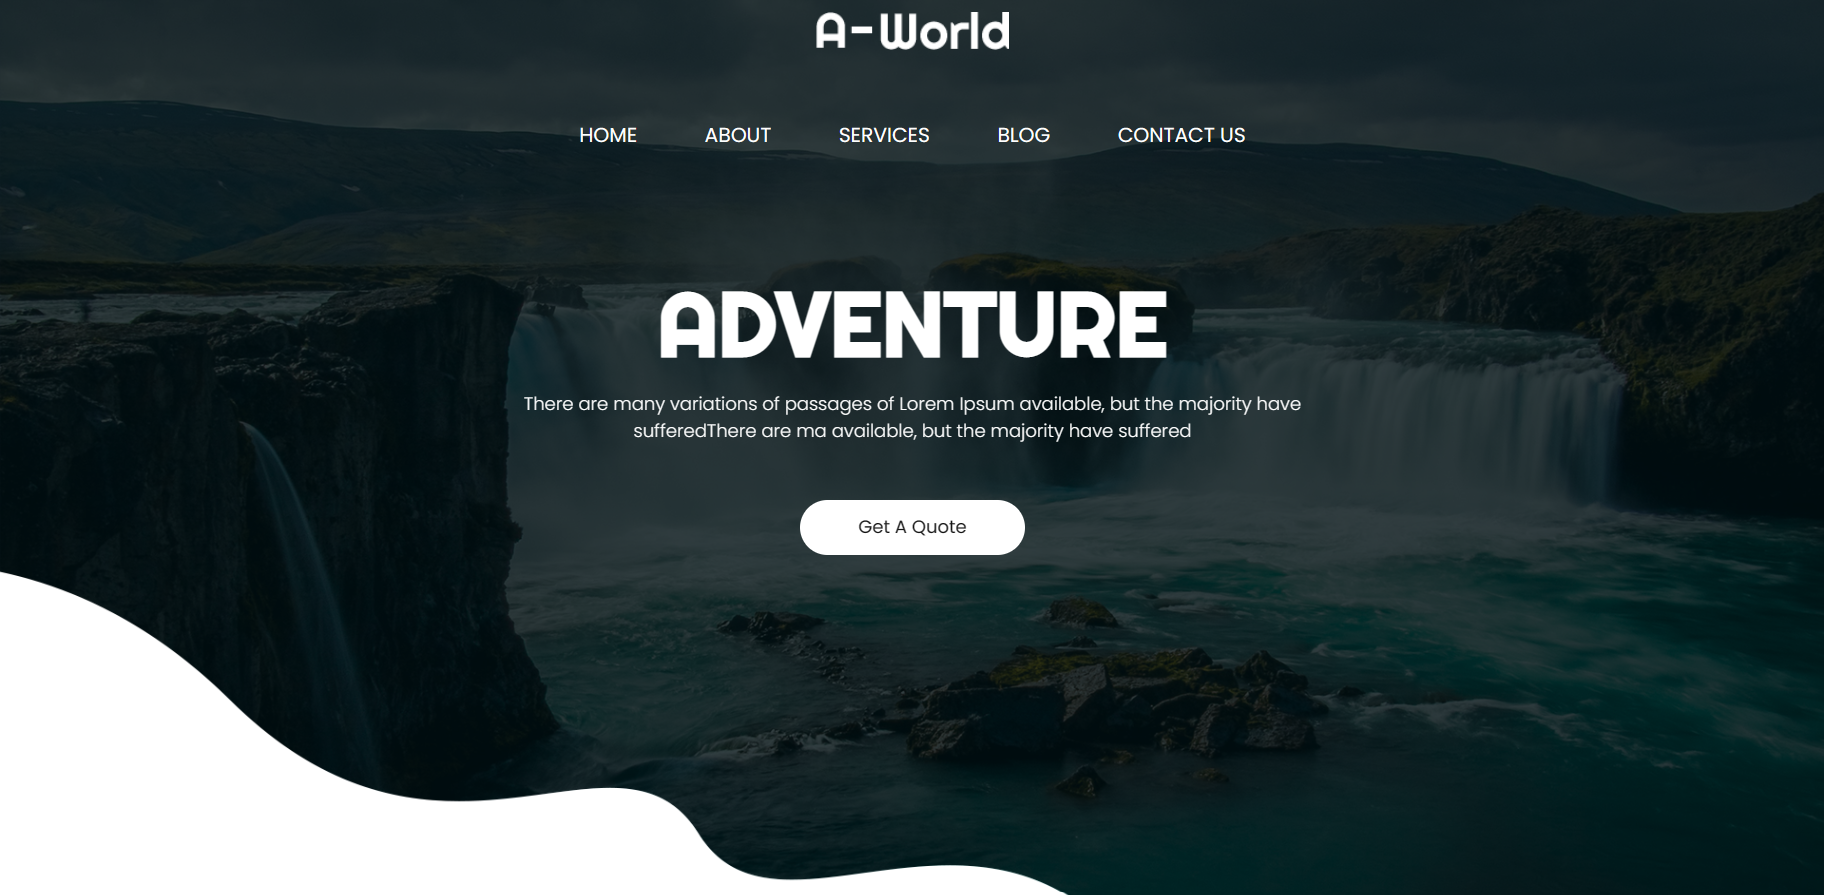 A-World
HOME ABOUT SERVICES BLOG CONTACT US
ADVENTURE
There are many variations of passages of Lorem Ipsum available, but the majority have
sufferedThere are ma available, but the majority have suffered
Get A Quote